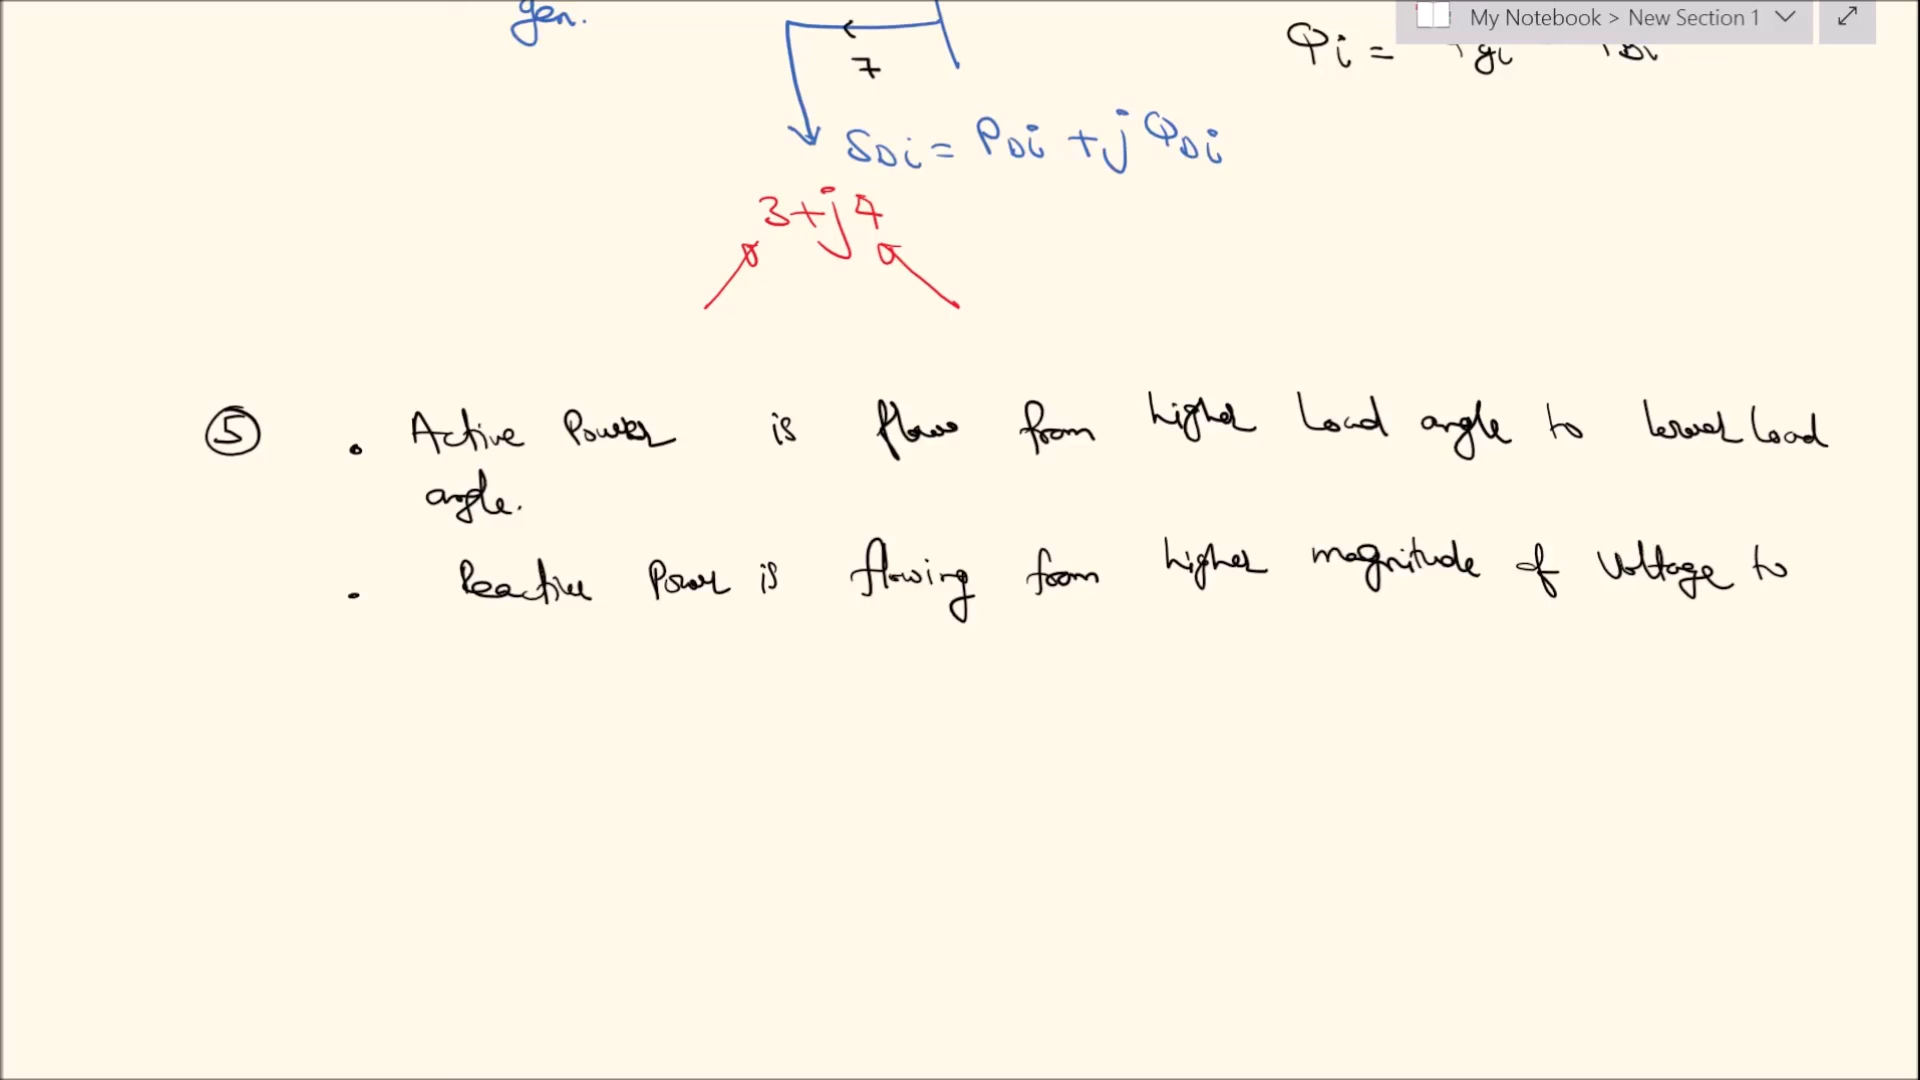 gen.
My Notebook > New Section 1
7
Qi =
SDi = PDi + j QDi
3+j4
5 . Active Power is flow from higher load angle to lower load
angle.
. Reactive Power is flowing from higher magnitude of voltage to